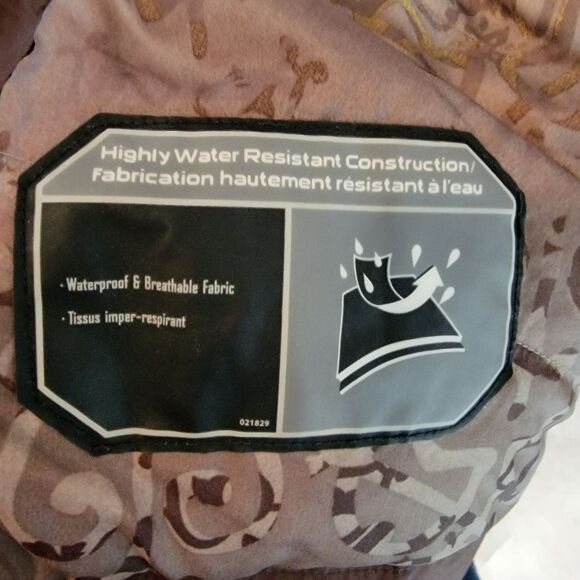 Highly Water Resistant Construction/
Fabrication hautement résistant à l'eau
· Waterproof & Breathable Fabric
· Tissus imper-respirant
021829